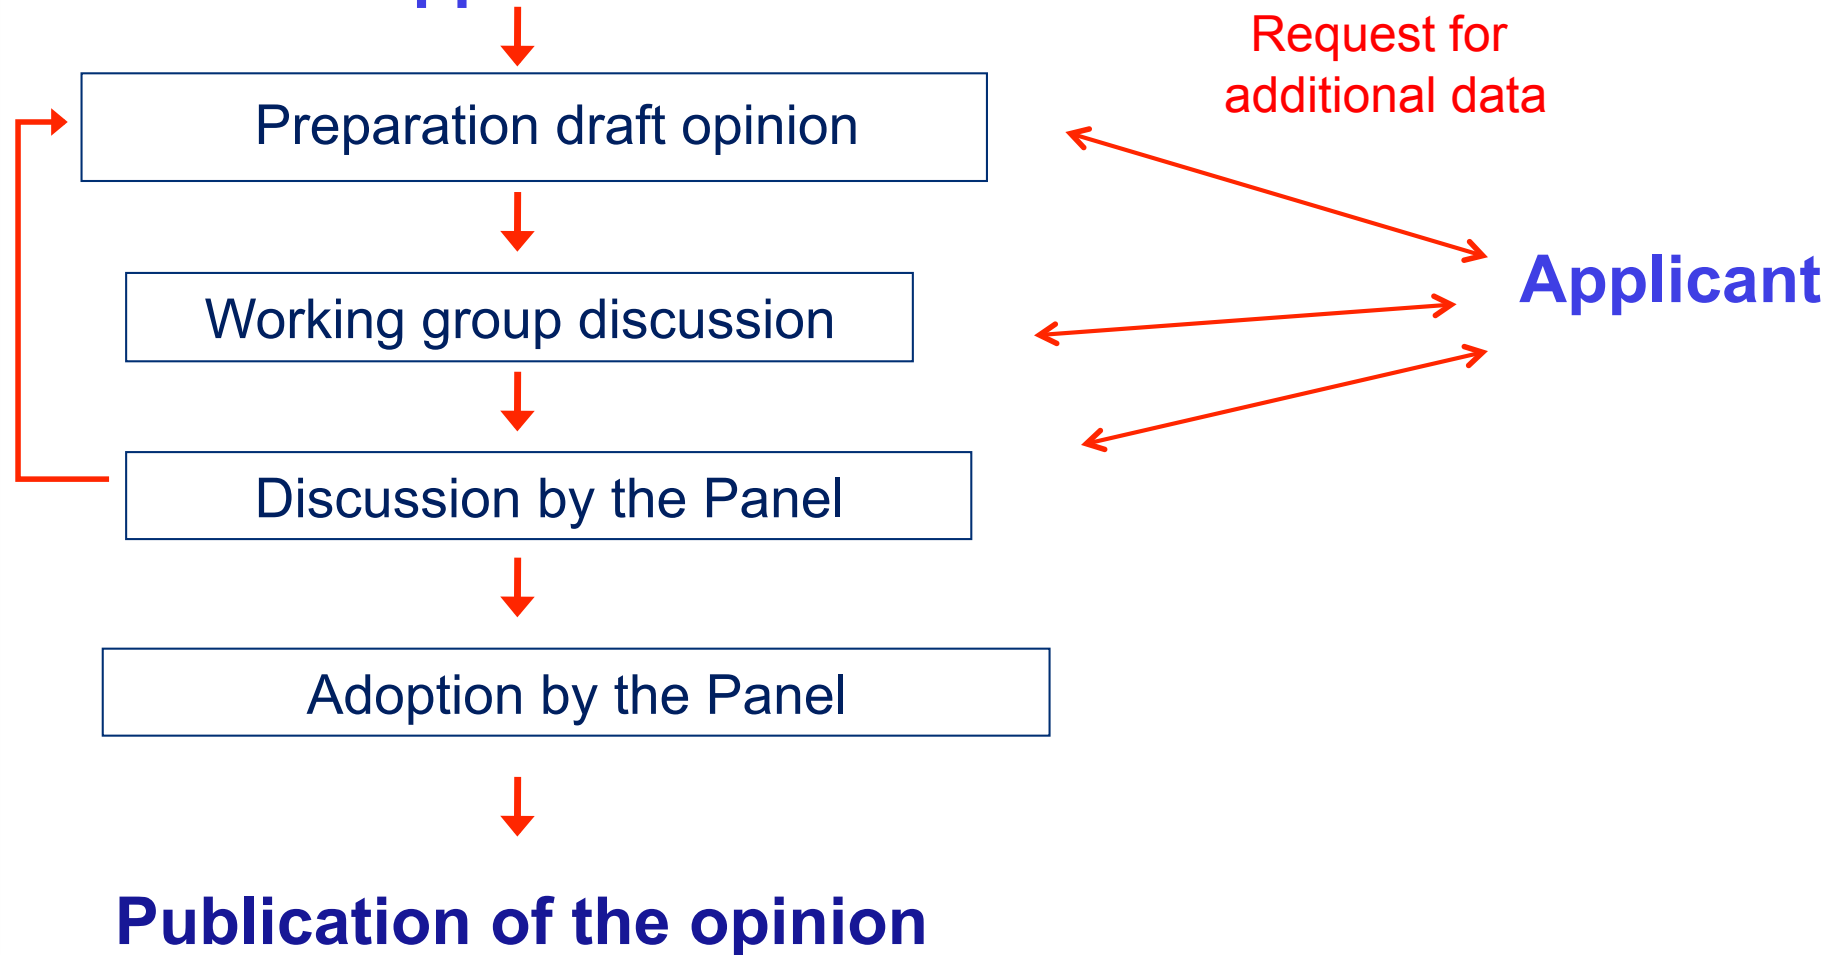 Request for
additional data
Preparation draft opinion
Applicant
Working group discussion
Discussion by the Panel
Adoption by the Panel
Publication of the opinion